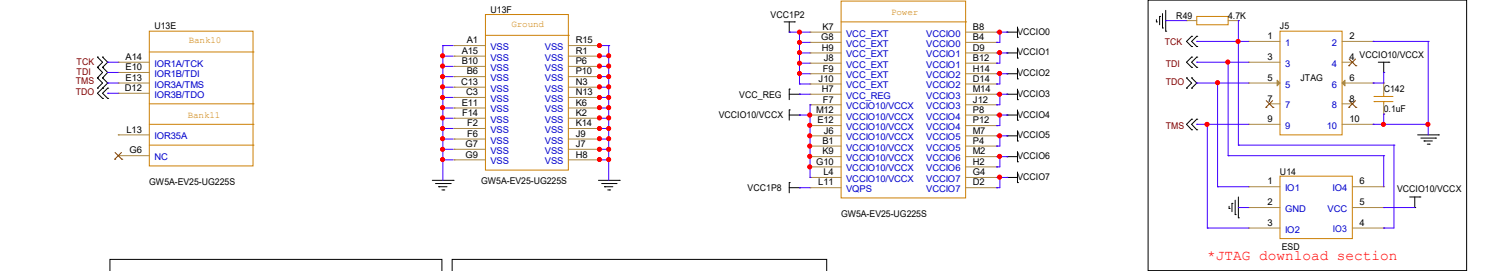 U13E
Bank10
TCK A14 IOR1A/TCK
TDI E10 IOR1B/TDI
TMS E13 IOR3A/TMS
TDO D12 IOR3B/TDO
Bank11
L13 IOR35A
G6 NC
GW5A-EV25-UG225S
U13F
Ground
A1 VSS VSS R15
A15 VSS VSS R1
B10 VSS VSS P6
B6 VSS VSS P10
C13 VSS VSS N3
C3 VSS VSS N13
E11 VSS VSS K6
F14 VSS VSS K2
F2 VSS VSS K14
F6 VSS VSS J9
G7 VSS VSS J7
G9 VSS VSS H8
GW5A-EV25-UG225S
Power
VCC1P2
K7 VCC_EXT VCCIO0 B8
G8 VCC_EXT VCCIO0 B4 VCCIO0
H9 VCC_EXT VCCIO1 D9
J8 VCC_EXT VCCIO1 B12 VCCIO1
F9 VCC_EXT VCCIO2 H14
J10 VCC_EXT VCCIO2 D14 VCCIO2
VCC_REG H7 VCC_REG VCCIO3 M14
F7 VCC_REG VCCIO3 J12 VCCIO3
VCCIO10/VCCX M12 VCCIO10/VCCX VCCIO4 P8
E12 VCCIO10/VCCX VCCIO4 P12 VCCIO4
J6 VCCIO10/VCCX VCCIO5 M7
B1 VCCIO10/VCCX VCCIO5 P4 VCCIO5
K9 VCCIO10/VCCX VCCIO6 M2
G10 VCCIO10/VCCX VCCIO6 H2 VCCIO6
L4 VCCIO10/VCCX VCCIO7 G4
VCC1P8 L11 VQPS VCCIO7 D2 VCCIO7
GW5A-EV25-UG225S
R49 4.7K
J5
TCK 1 1 2 2
TDI 3 3 4 4 VCCIO10/VCCX
JTAG
TDO 5 5 6 6
C142
0.1uF
7 7 8 8
TMS 9 9 10 10
U14
1 IO1 IO4 6
VCCIO10/VCCX
2 GND VCC 5
3 IO2 IO3 4
ESD
*JTAG download section